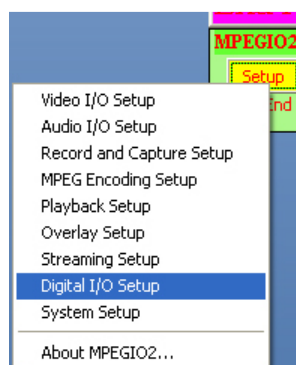 MPEGIO2
Setup
End
Video I/O Setup
Audio I/O Setup
Record and Capture Setup
MPEG Encoding Setup
Playback Setup
Overlay Setup
Streaming Setup
Digital I/O Setup
System Setup
About MPEGIO2...